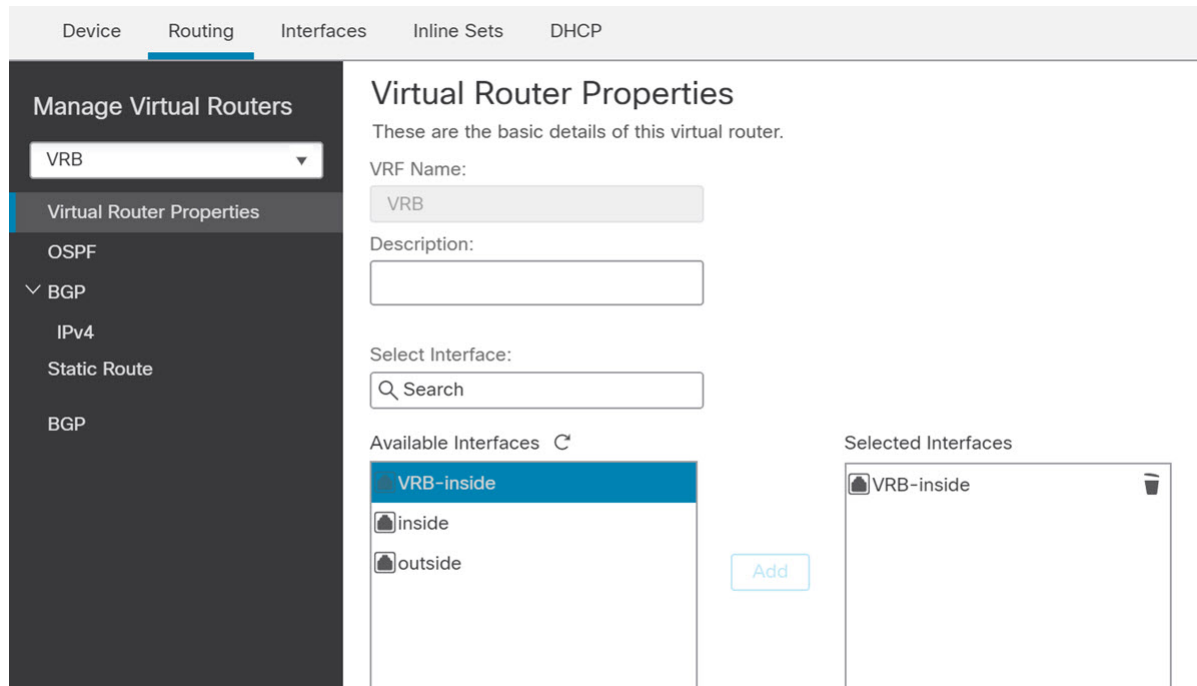 Device Routing Interfaces Inline Sets DHCP
Manage Virtual Routers
VRB
Virtual Router Properties
OSPF
BGP
IPv4
Static Route
BGP
Virtual Router Properties
These are the basic details of this virtual router.
VRF Name:
VRB
Description:
Select Interface:
Search
Available Interfaces
VRB-inside
inside
outside
Add
Selected Interfaces
VRB-inside